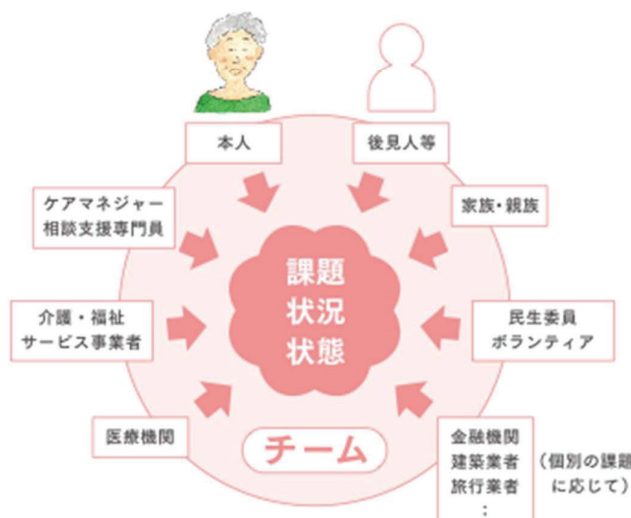 本人
後見人等
ケアマネジャー
相談支援専門員
家族・親族
課題
状況
状態
介護・福祉
サービス事業者
民生委員
ボランティア
医療機関
チーム
金融機関
建築業者
旅行業者
:
(個別の課題
に応じて)